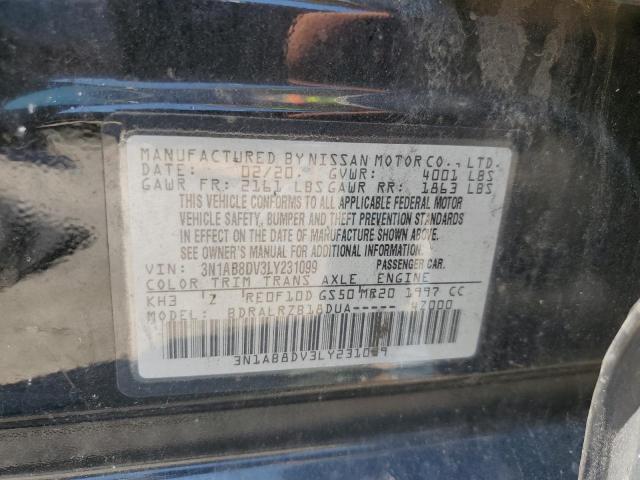 MANUFACTURED BY NISSAN MOTOR CO., LTD.
DATE: 02/20 GVWR: 4001 LBS
GAWR FR: 2161 LBS GAWR RR: 1863 LBS
THIS VEHICLE CONFORMS TO ALL APPLICABLE FEDERAL MOTOR
VEHICLE SAFETY, BUMPER AND THEFT PREVENTION STANDARDS
IN EFFECT ON THE DATE OF MANUFACTURE SHOWN ABOVE.
SEE OWNER'S MANUAL FOR ADDITIONAL INFORMATION.
VIN: 3N1AB8DV3LY231099 PASSENGER CAR.
COLOR TRIM TRANS AXLE ENGINE
KH3 Z RE0F10D GS50 MR20 1997 CC
MODEL: BDRALRZB18DUA-----
3N1AB8DV3LY231099